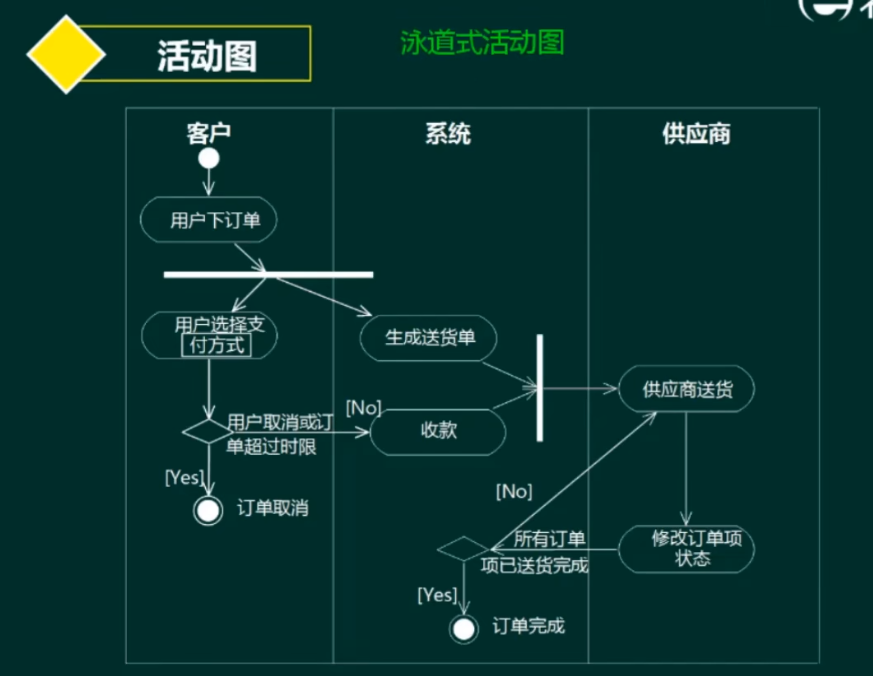 活动图
泳道式活动图
客户
系统
供应商
用户下订单
用户选择支
付方式
生成送货单
供应商送货
用户取消或订
单超过时限
[No]
收款
[Yes]
订单取消
[No]
所有订单
项已送货完成
修改订单项
状态
[Yes]
订单完成